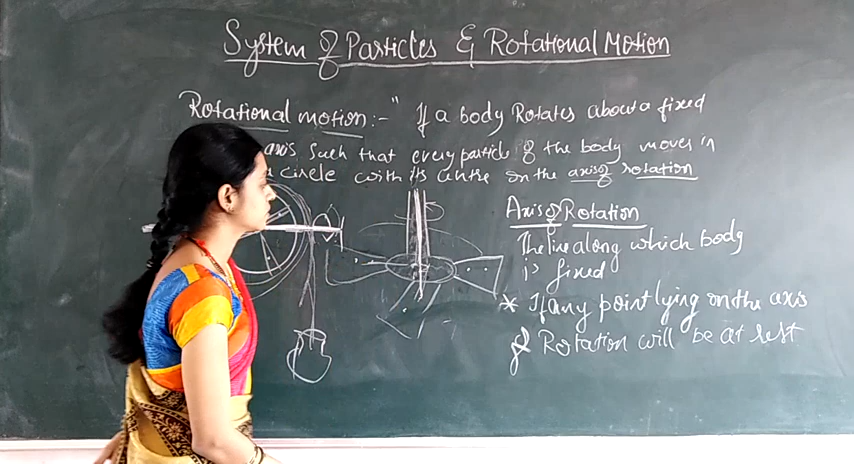 System of Particles & Rotational Motion
Rotational motion:- " If a body Rotates about a fixed
axis such that every particle of the body moves in
a circle with its centre on the axis of rotation
Axis of Rotation
The line along which body
is fixed
* If any point lying on the axis
of Rotation will be at rest